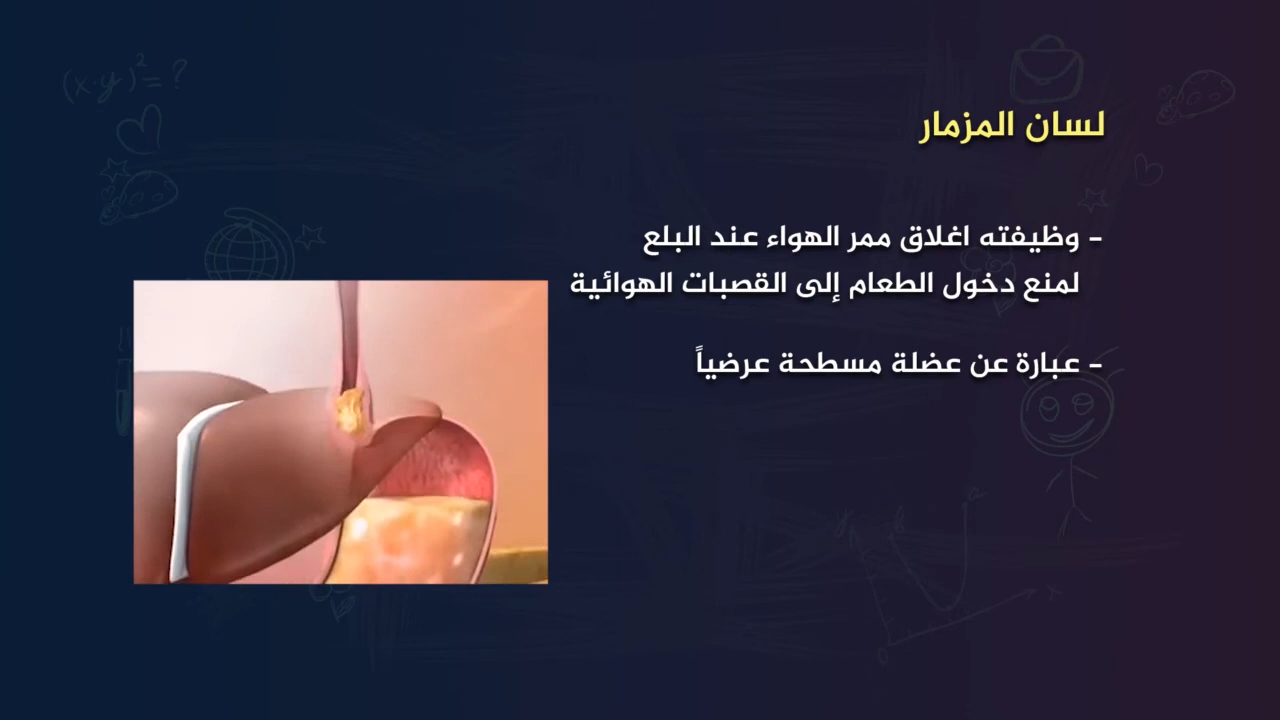 (x.y)²= ?
لسان المزمار
- وظيفته اغلاق ممر الهواء عند البلع
لمنع دخول الطعام إلى القصبات الهوائية
- عبارة عن عضلة مسطحة عرضياً